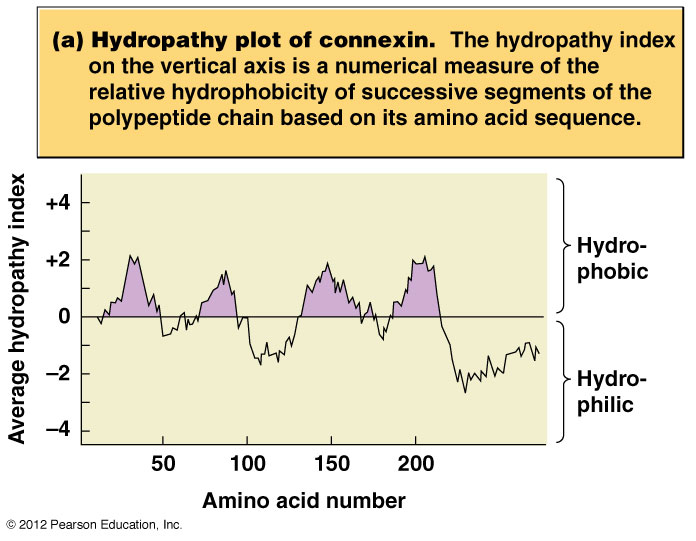 (a) Hydropathy plot of connexin. The hydropathy index
on the vertical axis is a numerical measure of the
relative hydrophobicity of successive segments of the
polypeptide chain based on its amino acid sequence.
Average hydropathy index
+4
+2
0
−2
−4
Hydro-
phobic
Hydro-
philic
50 100 150 200
Amino acid number
© 2012 Pearson Education, Inc.